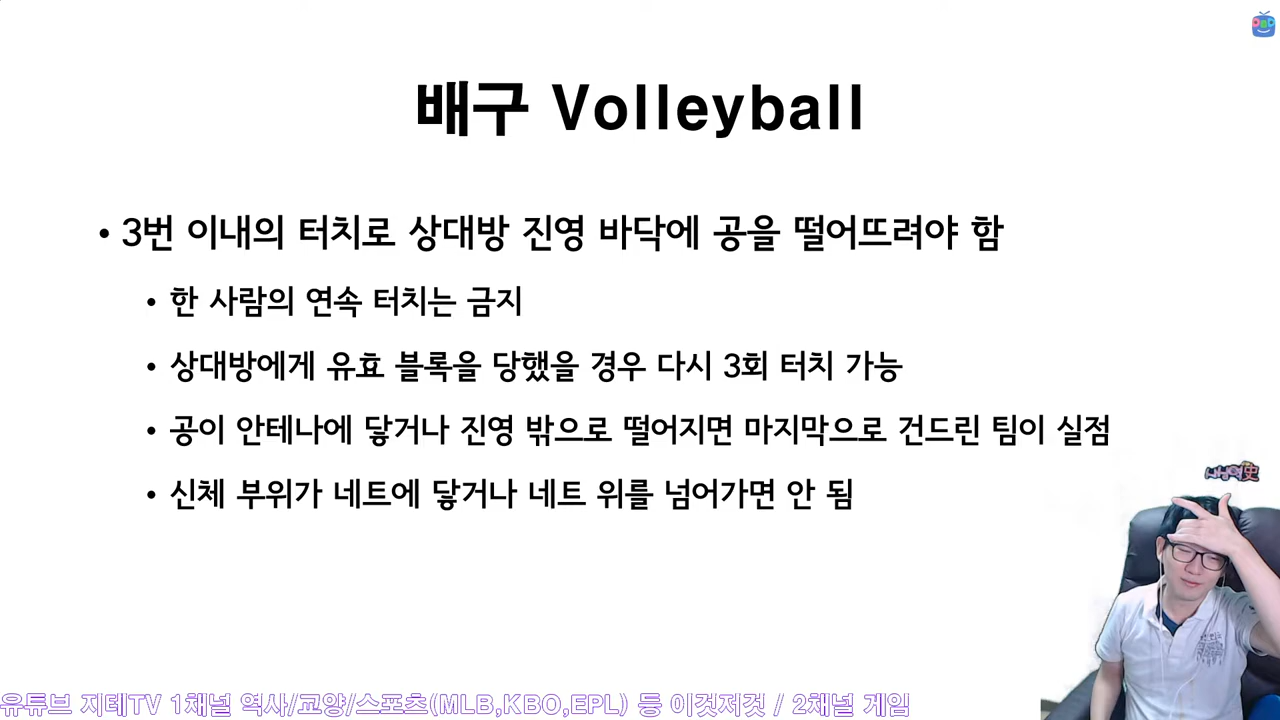 배구 Volleyball
• 3번 이내의 터치로 상대방 진영 바닥에 공을 떨어뜨려야 함
• 한 사람의 연속 터치는 금지
• 상대방에게 유효 블록을 당했을 경우 다시 3회 터치 가능
• 공이 안테나에 닿거나 진영 밖으로 떨어지면 마지막으로 건드린 팀이 실점
• 신체 부위가 네트에 닿거나 네트 위를 넘어가면 안 됨
유튜브 지테TV 1채널 역사/교양/스포츠(MLB,KBO,EPL) 등 이것저것 / 2채널 게임